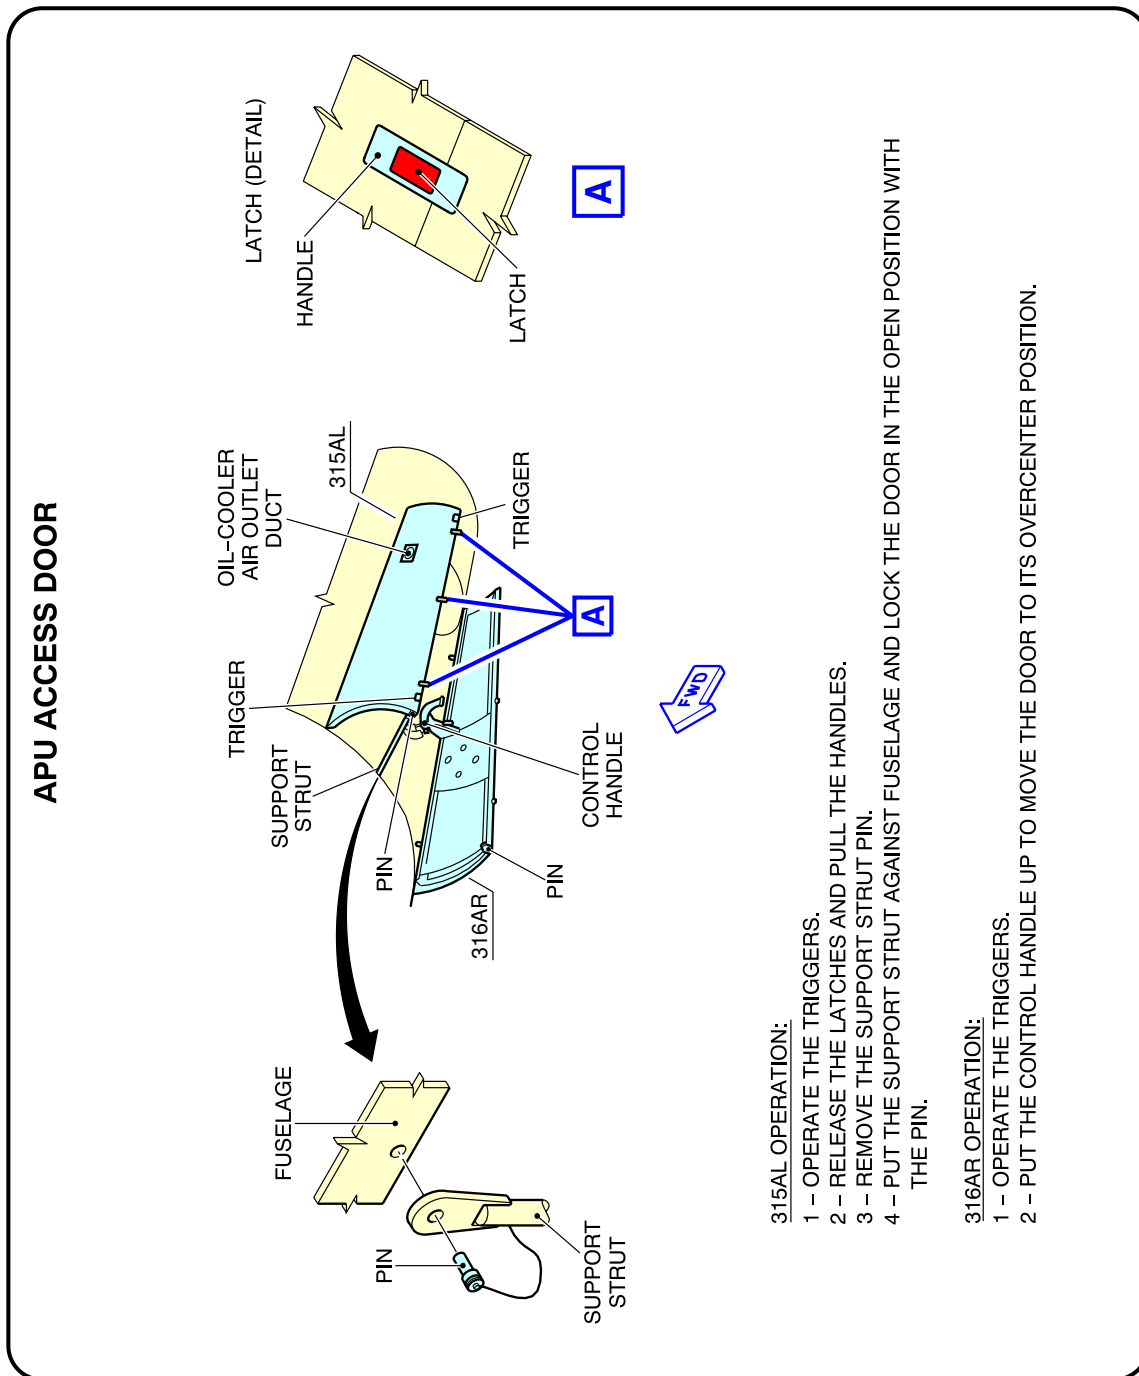 APU ACCESS DOOR
LATCH (DETAIL)
HANDLE
LATCH
A
OIL–COOLER
AIR OUTLET
DUCT
315AL
TRIGGER
TRIGGER
SUPPORT
STRUT
PIN
A
CONTROL
HANDLE
PIN
316AR
FWD
FUSELAGE
PIN
SUPPORT
STRUT
315AL OPERATION:
1 – OPERATE THE TRIGGERS.
2 – RELEASE THE LATCHES AND PULL THE HANDLES.
3 – REMOVE THE SUPPORT STRUT PIN.
4 – PUT THE SUPPORT STRUT AGAINST FUSELAGE AND LOCK THE DOOR IN THE OPEN POSITION WITH
THE PIN.
316AR OPERATION:
1 – OPERATE THE TRIGGERS.
2 – PUT THE CONTROL HANDLE UP TO MOVE THE DOOR TO ITS OVERCENTER POSITION.